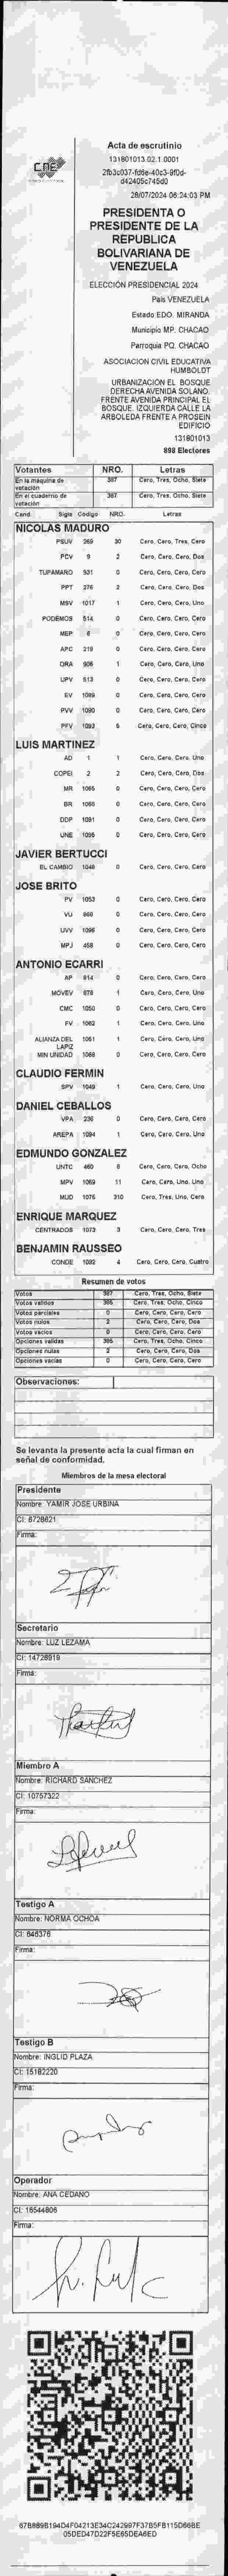 CNE
Acta de escrutinio
131801013.02.1.0001
28/07/2024 06:24:03 PM
PRESIDENTA O
PRESIDENTE DE LA
REPUBLICA
BOLIVARIANA DE
VENEZUELA
ELECCIÓN PRESIDENCIAL 2024
País VENEZUELA
Estado EDO. MIRANDA
Municipio MP. CHACAO
Parroquia PQ. CHACAO
ASOCIACION CIVIL EDUCATIVA
HUMBOLDT
URBANIZACIÓN EL BOSQUE
DERECHA AVENIDA SOLANO.
FRENTE AVENIDA PRINCIPAL EL
BOSQUE. IZQUIERDA CALLE LA
ARBOLEDA FRENTE A PROSEIN
EDIFICIO
131801013
898 Electores
Votantes NRO. Letras
En la máquina de votación 387 Cero, Tres, Ocho, Siete
En el cuaderno de votación 387 Cero, Tres, Ocho, Siete
Cand. Sigla Código NRO. Letras
NICOLAS MADURO
PSUV 269 30 Cero, Cero, Tres, Cero
PCV 9 2 Cero, Cero, Cero, Dos
TUPAMARO 931 0 Cero, Cero, Cero, Cero
PPT 276 2 Cero, Cero, Cero, Dos
MSV 1017 1 Cero, Cero, Cero, Uno
PODEMOS 514 0 Cero, Cero, Cero, Cero
MEP 6 0 Cero, Cero, Cero, Cero
APC 219 0 Cero, Cero, Cero, Cero
ORA 906 1 Cero, Cero, Cero, Uno
UPV 513 0 Cero, Cero, Cero, Cero
EV 1089 0 Cero, Cero, Cero, Cero
PVV 1090 0 Cero, Cero, Cero, Cero
PFV 1093 5 Cero, Cero, Cero, Cinco
LUIS MARTINEZ
AD 1 1 Cero, Cero, Cero, Uno
COPEI 2 2 Cero, Cero, Cero, Dos
MR 1065 0 Cero, Cero, Cero, Cero
BR 1066 0 Cero, Cero, Cero, Cero
DDP 1091 0 Cero, Cero, Cero, Cero
UNE 1095 0 Cero, Cero, Cero, Cero
JAVIER BERTUCCI
EL CAMBIO 1046 0 Cero, Cero, Cero, Cero
JOSE BRITO
PV 1053 0 Cero, Cero, Cero, Cero
VU 668 0 Cero, Cero, Cero, Cero
UVV 1096 0 Cero, Cero, Cero, Cero
MPJ 458 0 Cero, Cero, Cero, Cero
ANTONIO ECARRI
AP 814 0 Cero, Cero, Cero, Cero
MOVEV 878 1 Cero, Cero, Cero, Uno
CMC 1050 0 Cero, Cero, Cero, Cero
FV 1062 1 Cero, Cero, Cero, Uno
ALIANZA DEL LAPIZ 1061 1 Cero, Cero, Cero, Uno
MIN UNIDAD 1068 0 Cero, Cero, Cero, Cero
CLAUDIO FERMIN
SPV 1049 1 Cero, Cero, Cero, Uno
DANIEL CEBALLOS
VPA 236 0 Cero, Cero, Cero, Cero
AREPA 1094 1 Cero, Cero, Cero, Uno
EDMUNDO GONZALEZ
UNTC 460 8 Cero, Cero, Cero, Ocho
MPV 1069 11 Cero, Cero, Uno, Uno
MUD 1075 310 Cero, Tres, Uno, Cero
ENRIQUE MARQUEZ
CENTRADOS 1073 3 Cero, Cero, Cero, Tres
BENJAMIN RAUSSEO
CONDE 1092 4 Cero, Cero, Cero, Cuatro
Resumen de votos
Votos 387 Cero, Tres, Ocho, Siete
Votos validos 385 Cero, Tres, Ocho, Cinco
Votos parciales 0 Cero, Cero, Cero, Cero
Votos nulos 2 Cero, Cero, Cero, Dos
Votos vacios 0 Cero, Cero, Cero, Cero
Opciones validas 385 Cero, Tres, Ocho, Cinco
Opciones nulas 2 Cero, Cero, Cero, Dos
Opciones vacias 0 Cero, Cero, Cero, Cero
Observaciones:
Se levanta la presente acta la cual firman en
señal de conformidad.
Miembros de la mesa electoral
Presidente
Nombre: YAMIR JOSE URBINA
CI: 6728621
Firma:
Secretario
Nombre: LUZ LEZAMA
CI: 14728919
Firma:
Miembro A
Nombre: RICHARD SANCHEZ
CI: 10757322
Firma:
Testigo A
Nombre: NORMA OCHOA
CI: 646376
Firma:
Testigo B
Nombre: INGLID PLAZA
CI: 15182220
Firma:
Operador
Nombre: ANA CEDANO
CI: 16544806
Firma: